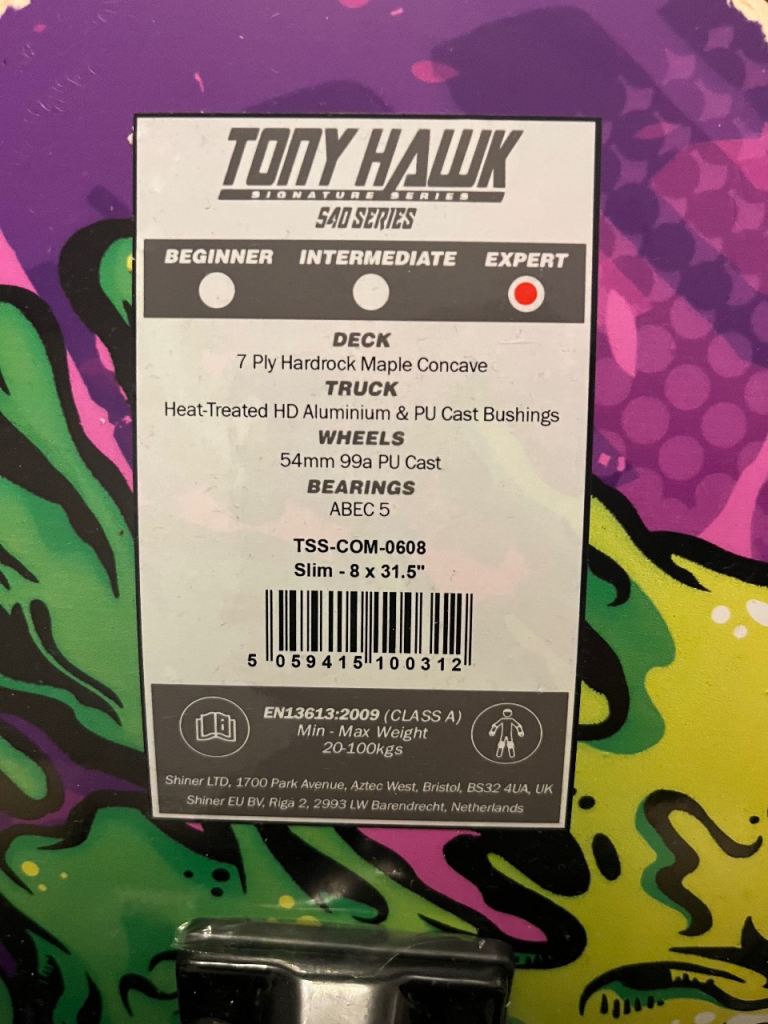 TONY HAWK
SIGNATURE SERIES
540 SERIES
BEGINNER INTERMEDIATE EXPERT
DECK
7 Ply Hardrock Maple Concave
TRUCK
Heat-Treated HD Aluminium & PU Cast Bushings
WHEELS
54mm 99a PU Cast
BEARINGS
ABEC 5
TSS-COM-0608
Slim - 8 x 31.5"
5 059415 100312
EN13613:2009 (CLASS A)
Min - Max Weight
20-100kgs
Shiner LTD, 1700 Park Avenue, Aztec West, Bristol, BS32 4UA, UK
Shiner EU BV, Riga 2, 2993 LW Barendrecht, Netherlands